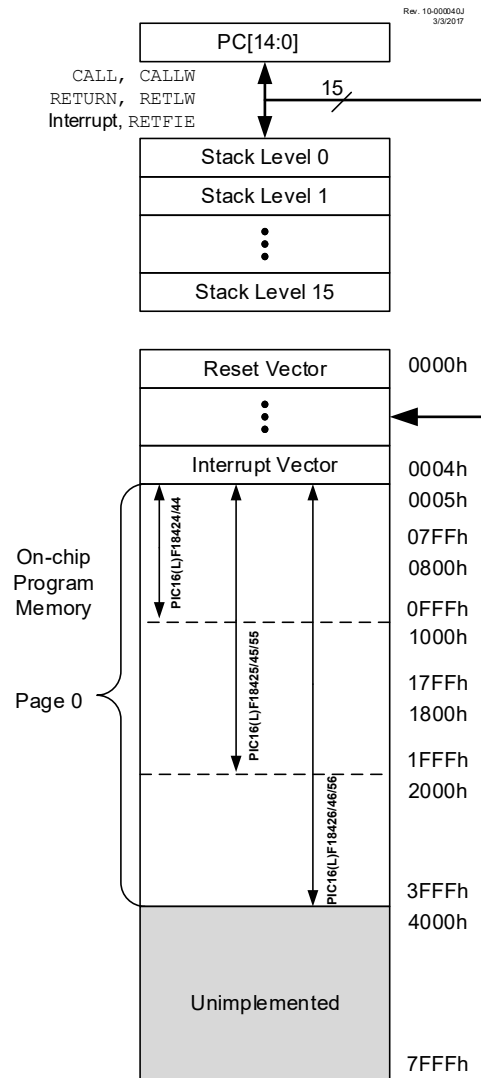 Rev. 10-000040J
3/3/2017
PC[14:0]
CALL, CALLW
RETURN, RETLW
Interrupt, RETFIE
15
Stack Level 0
Stack Level 1
Stack Level 15
Reset Vector
0000h
Interrupt Vector
0004h
0005h
07FFh
0800h
0FFFh
1000h
17FFh
1800h
1FFFh
2000h
3FFFh
4000h
On-chip
Program
Memory
Page 0
PIC16(L)F18424/44
PIC16(L)F18425/45/55
PIC16(L)F18426/46/56
Unimplemented
7FFFh